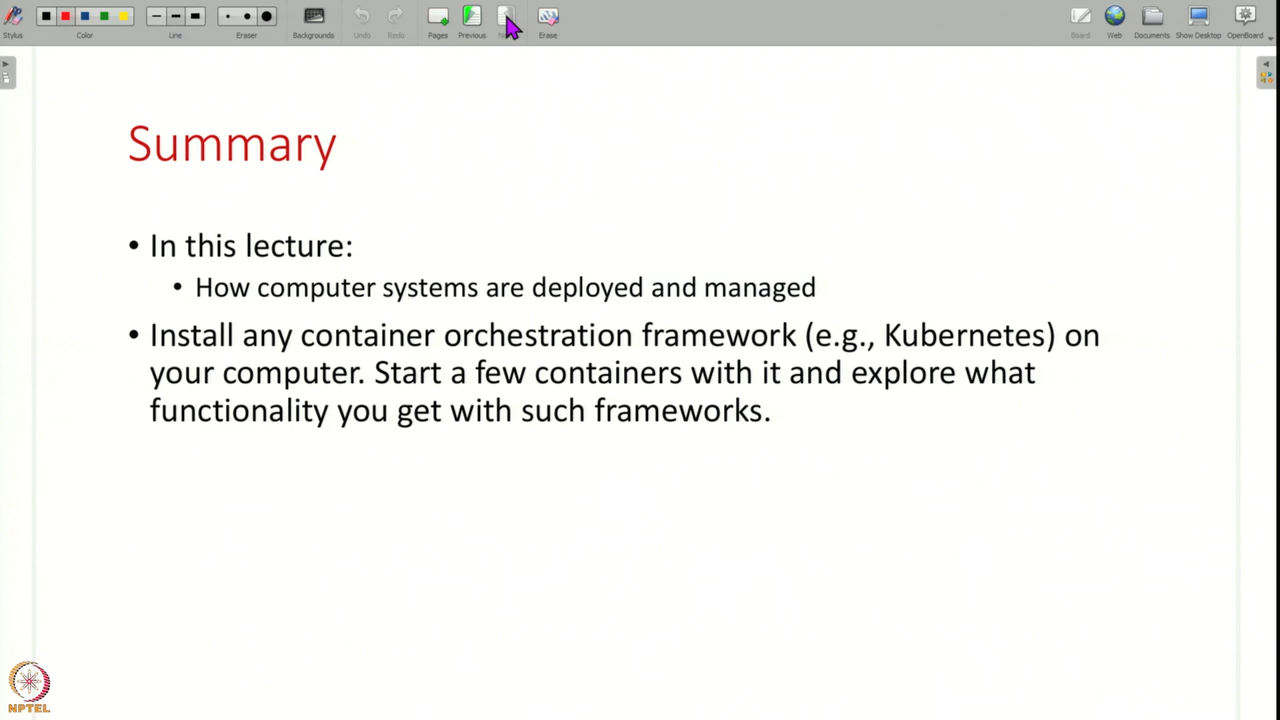 Stylus
Color
Line
Eraser
Backgrounds
Undo
Redo
Pages
Previous
Erase
Board
Web
Documents
Show Desktop
OpenBoard
Summary
• In this lecture:
• How computer systems are deployed and managed
• Install any container orchestration framework (e.g., Kubernetes) on
your computer. Start a few containers with it and explore what
functionality you get with such frameworks.
NPTEL